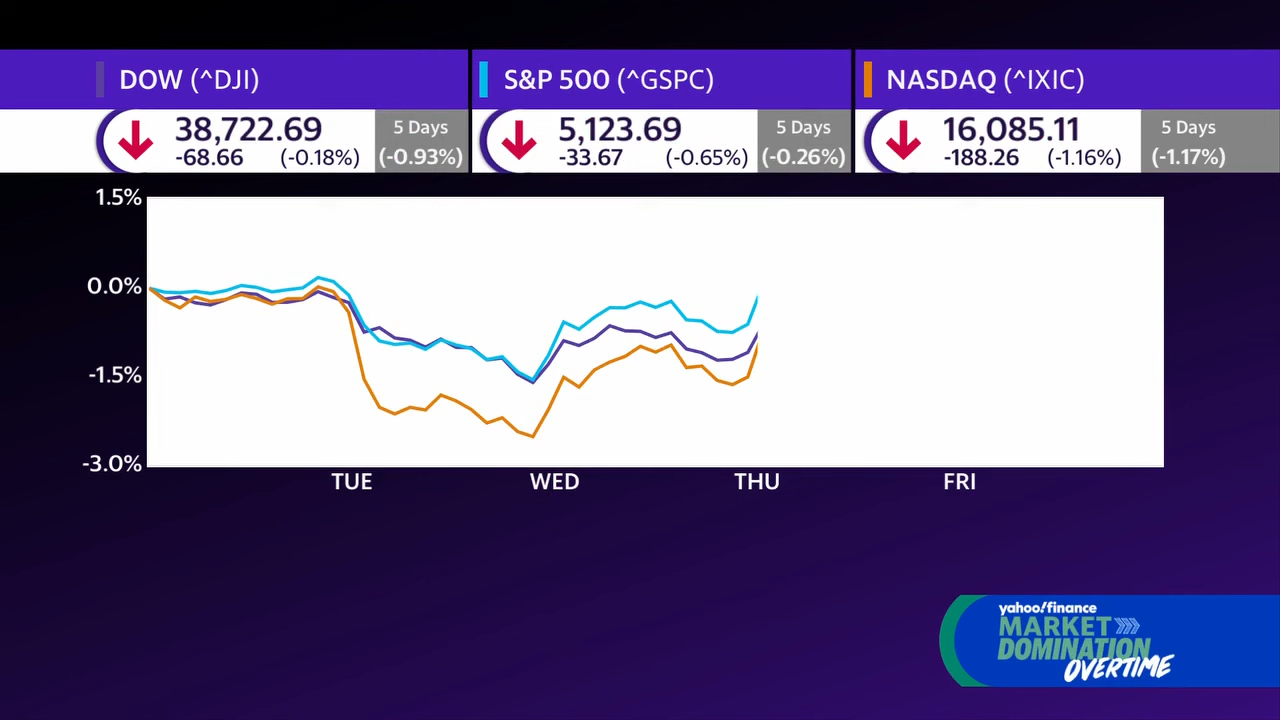 DOW (^DJI)
38,722.69
-68.66 (-0.18%)
5 Days
(-0.93%)
S&P 500 (^GSPC)
5,123.69
-33.67 (-0.65%)
5 Days
(-0.26%)
NASDAQ (^IXIC)
16,085.11
-188.26 (-1.16%)
5 Days
(-1.17%)
1.5%
0.0%
-1.5%
-3.0%
TUE WED THU FRI
yahoo!finance
MARKET
DOMINATION
OVERTIME